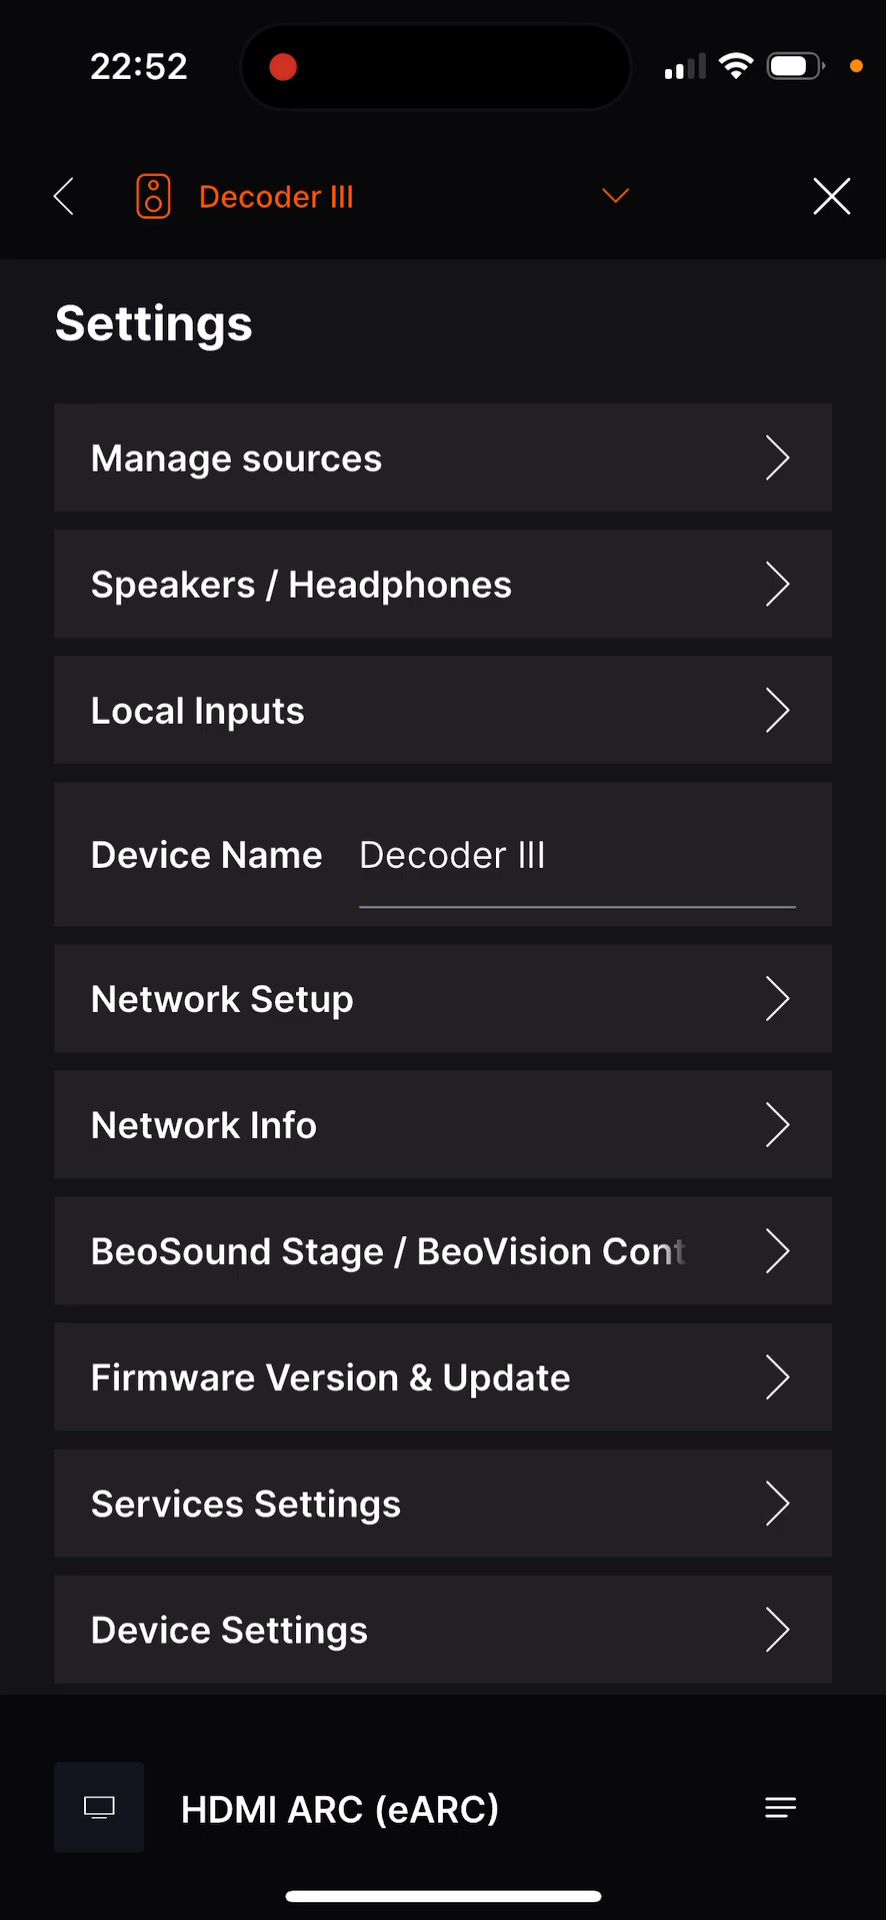 22:52
Decoder III
Settings
Manage sources
Speakers / Headphones
Local Inputs
Device Name Decoder III
Network Setup
Network Info
BeoSound Stage / BeoVision Cont
Firmware Version & Update
Services Settings
Device Settings
HDMI ARC (eARC)